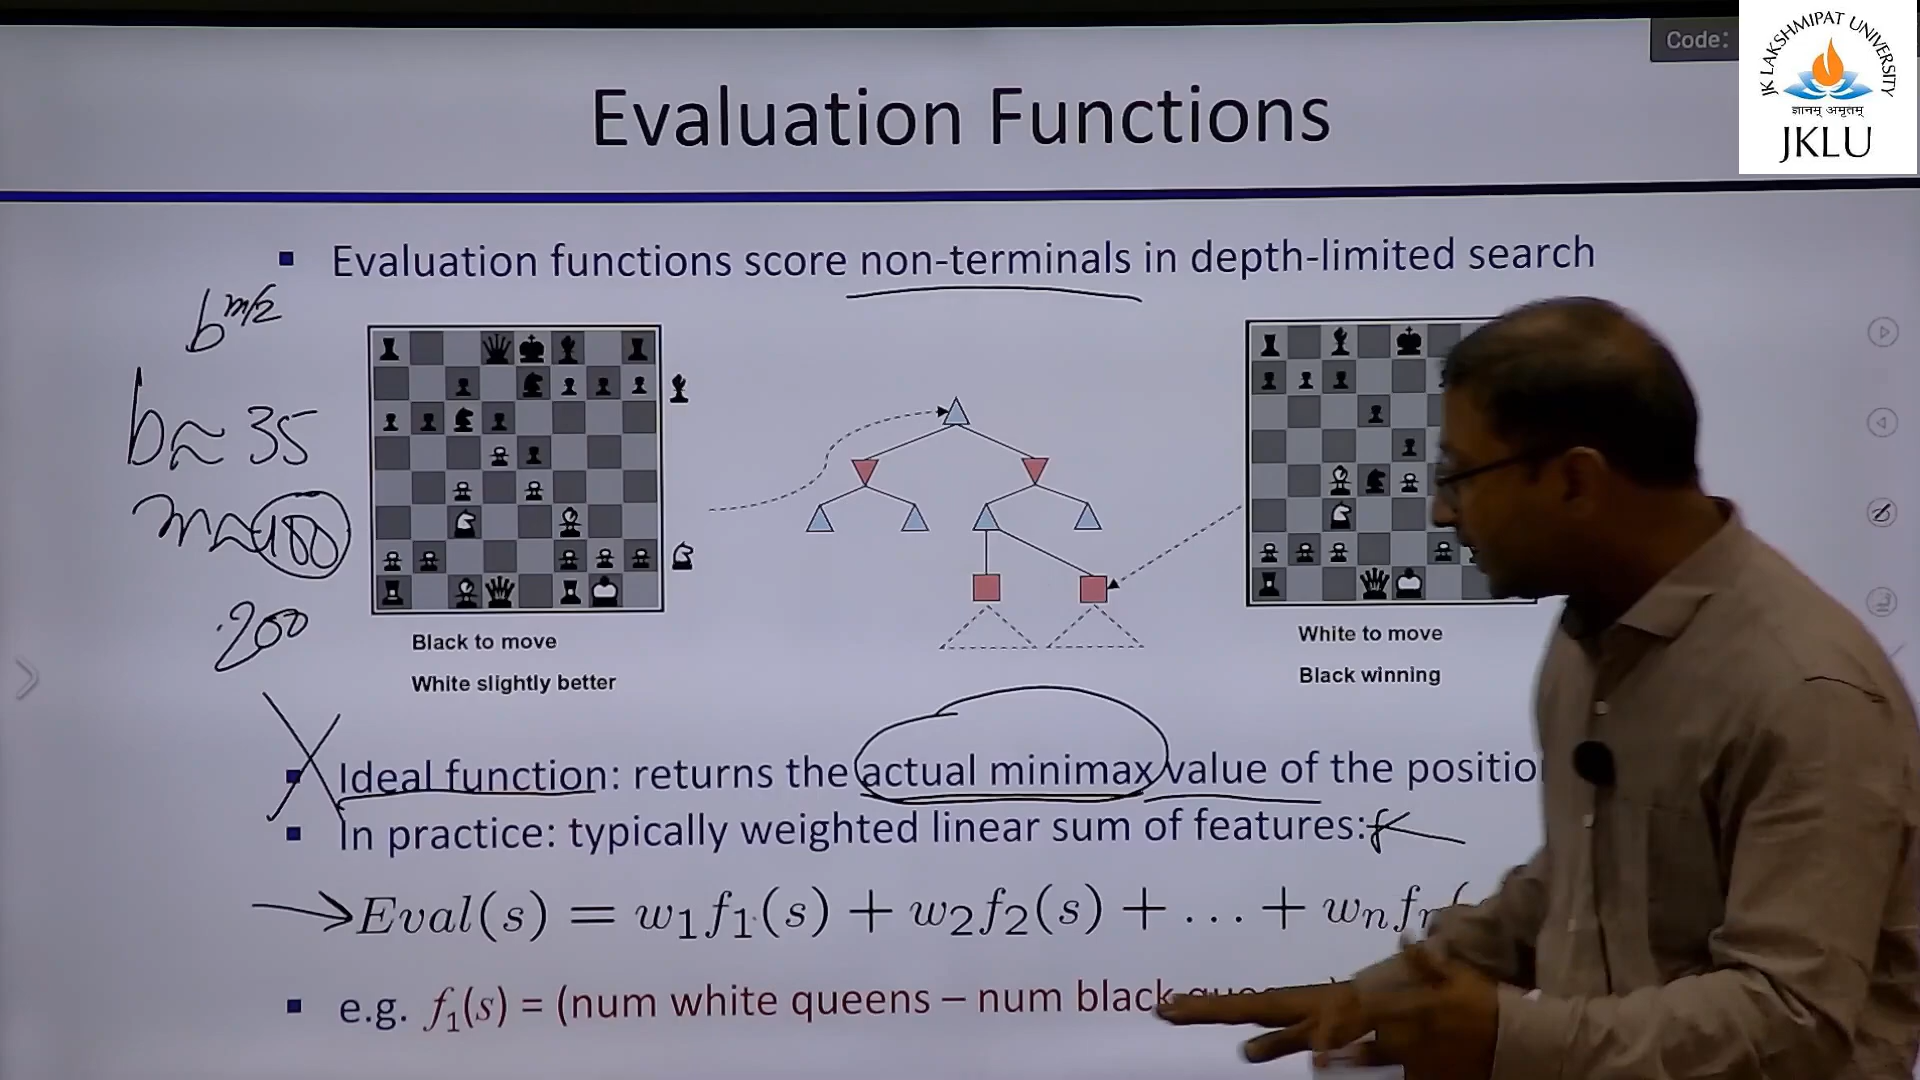 Code:
JK LAKSHMIPAT UNIVERSITY
ज्ञानम् अमृतम्
JKLU
Evaluation Functions
Evaluation functions score non-terminals in depth-limited search
b^m/2
b ≈ 35
m ≈ 100
200
Black to move
White slightly better
White to move
Black winning
Ideal function: returns the actual minimax value of the positio
In practice: typically weighted linear sum of features:
Eval(s) = w₁f₁(s) + w₂f₂(s) + . . . + wₙfₙ(
e.g. f₁(s) = (num white queens – num black